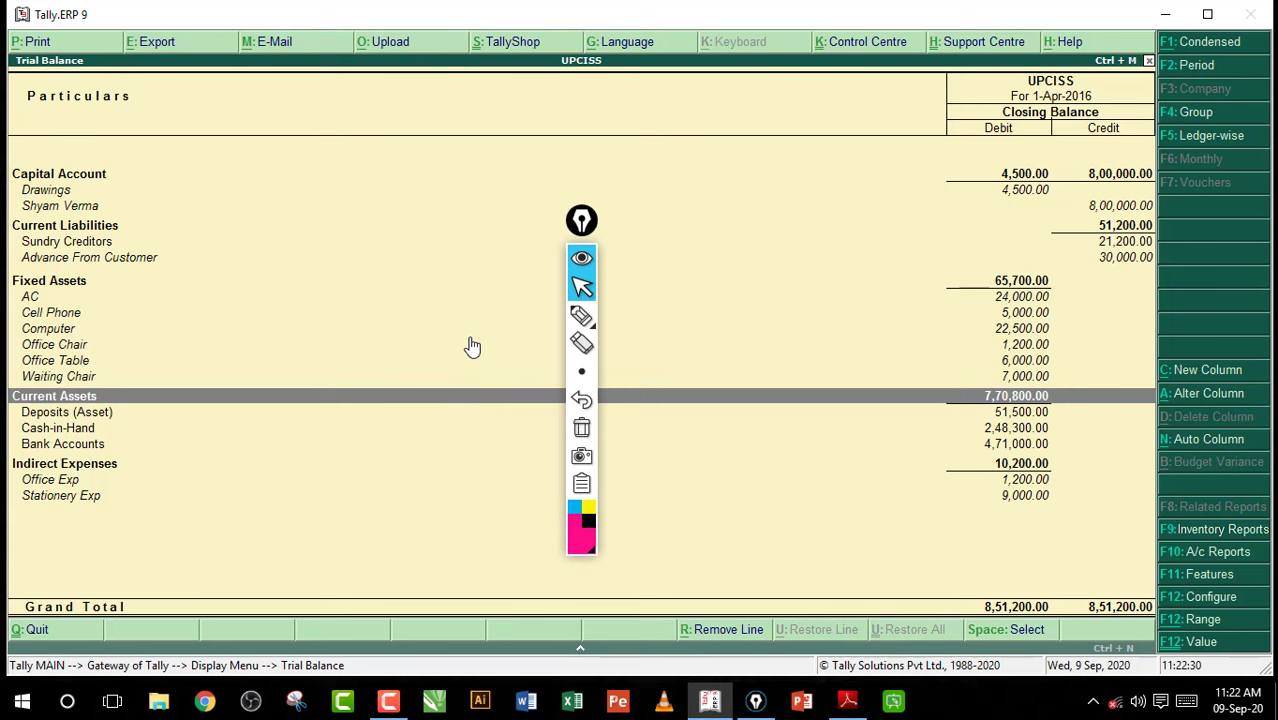 Tally.ERP 9
P: Print E: Export M: E-Mail O: Upload S: TallyShop G: Language K: Keyboard K: Control Centre H: Support Centre H: Help
Trial Balance UPCISS Ctrl + M
Particulars
UPCISS
For 1-Apr-2016
Closing Balance
Debit Credit
Capital Account 4,500.00 8,00,000.00
Drawings 4,500.00
Shyam Verma 8,00,000.00
Current Liabilities 51,200.00
Sundry Creditors 21,200.00
Advance From Customer 30,000.00
Fixed Assets 65,700.00
AC 24,000.00
Cell Phone 5,000.00
Computer 22,500.00
Office Chair 1,200.00
Office Table 6,000.00
Waiting Chair 7,000.00
Current Assets 7,70,800.00
Deposits (Asset) 51,500.00
Cash-in-Hand 2,48,300.00
Bank Accounts 4,71,000.00
Indirect Expenses 10,200.00
Office Exp 1,200.00
Stationery Exp 9,000.00
Grand Total 8,51,200.00 8,51,200.00
F1: Condensed
F2: Period
F3: Company
F4: Group
F5: Ledger-wise
F6: Monthly
F7: Vouchers
C: New Column
A: Alter Column
D: Delete Column
N: Auto Column
B: Budget Variance
F8: Related Reports
F9: Inventory Reports
F10: A/c Reports
F11: Features
F12: Configure
F12: Range
F12: Value
Q: Quit R: Remove Line U: Restore Line U: Restore All Space: Select
Ctrl + N
Tally MAIN --> Gateway of Tally --> Display Menu --> Trial Balance © Tally Solutions Pvt Ltd., 1988-2020 Wed, 9 Sep, 2020 11:22:30
Ai Pe
11:22 AM
09-Sep-20